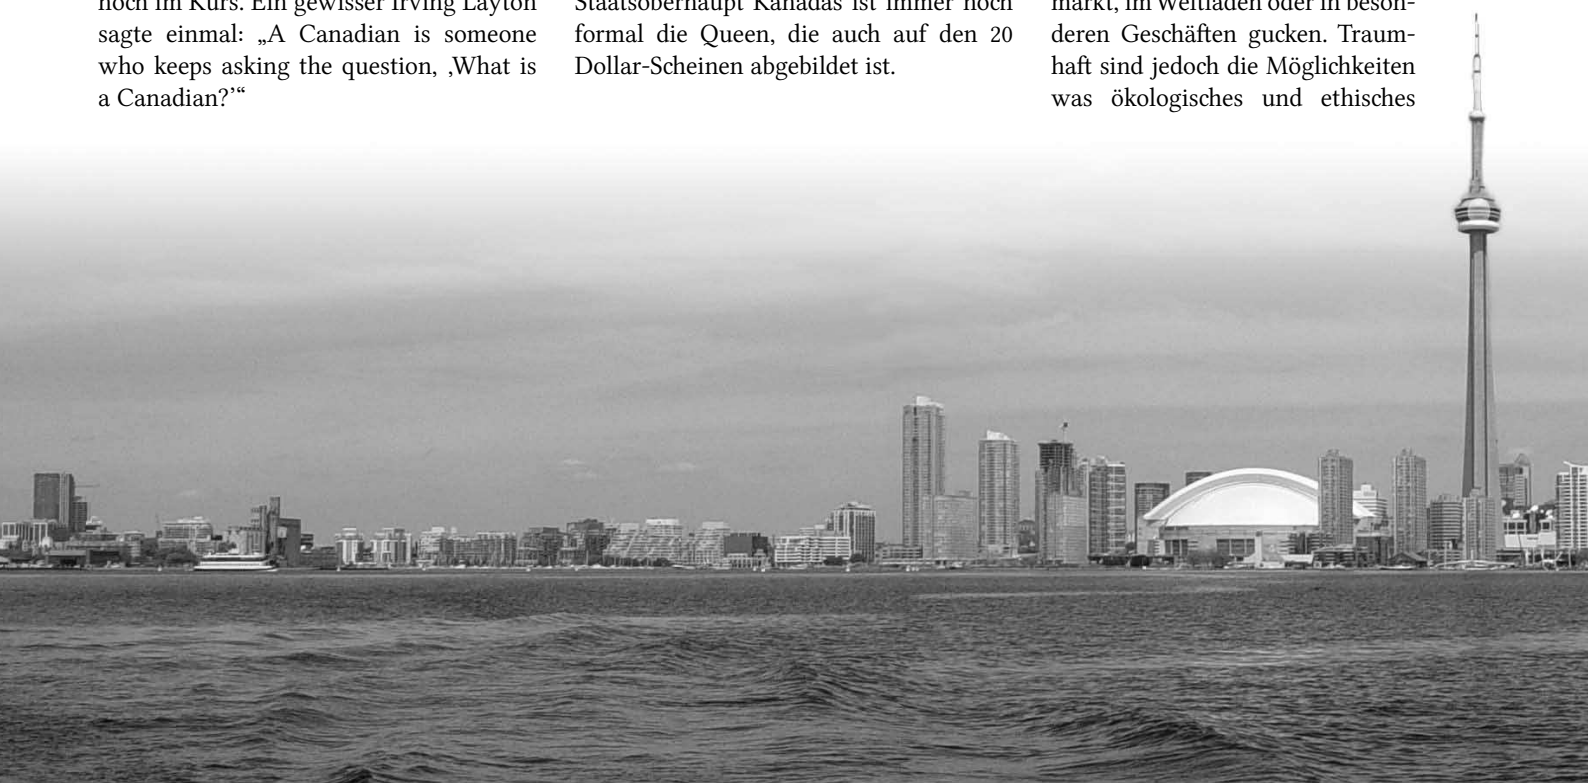 noch im Kurs. Ein gewisser Irving Layton
sagte einmal: „A Canadian is someone
who keeps asking the question, ‚What is
a Canadian?’“
Staatsoberhaupt Kanadas ist immer noch
formal die Queen, die auch auf den 20
Dollar-Scheinen abgebildet ist.
markt, im Weltladen oder in beson-
deren Geschäften gucken. Traum-
haft sind jedoch die Möglichkeiten
was ökologisches und ethisches